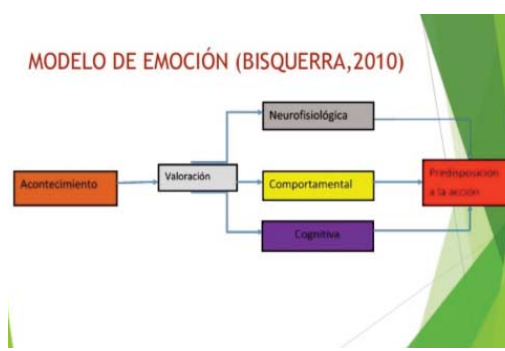 MODELO DE EMOCIÓN (BISQUERRA,2010)
Neurofisiológica
Acontecimiento
Valoración
Comportamental
Predisposición
a la acción
Cognitiva